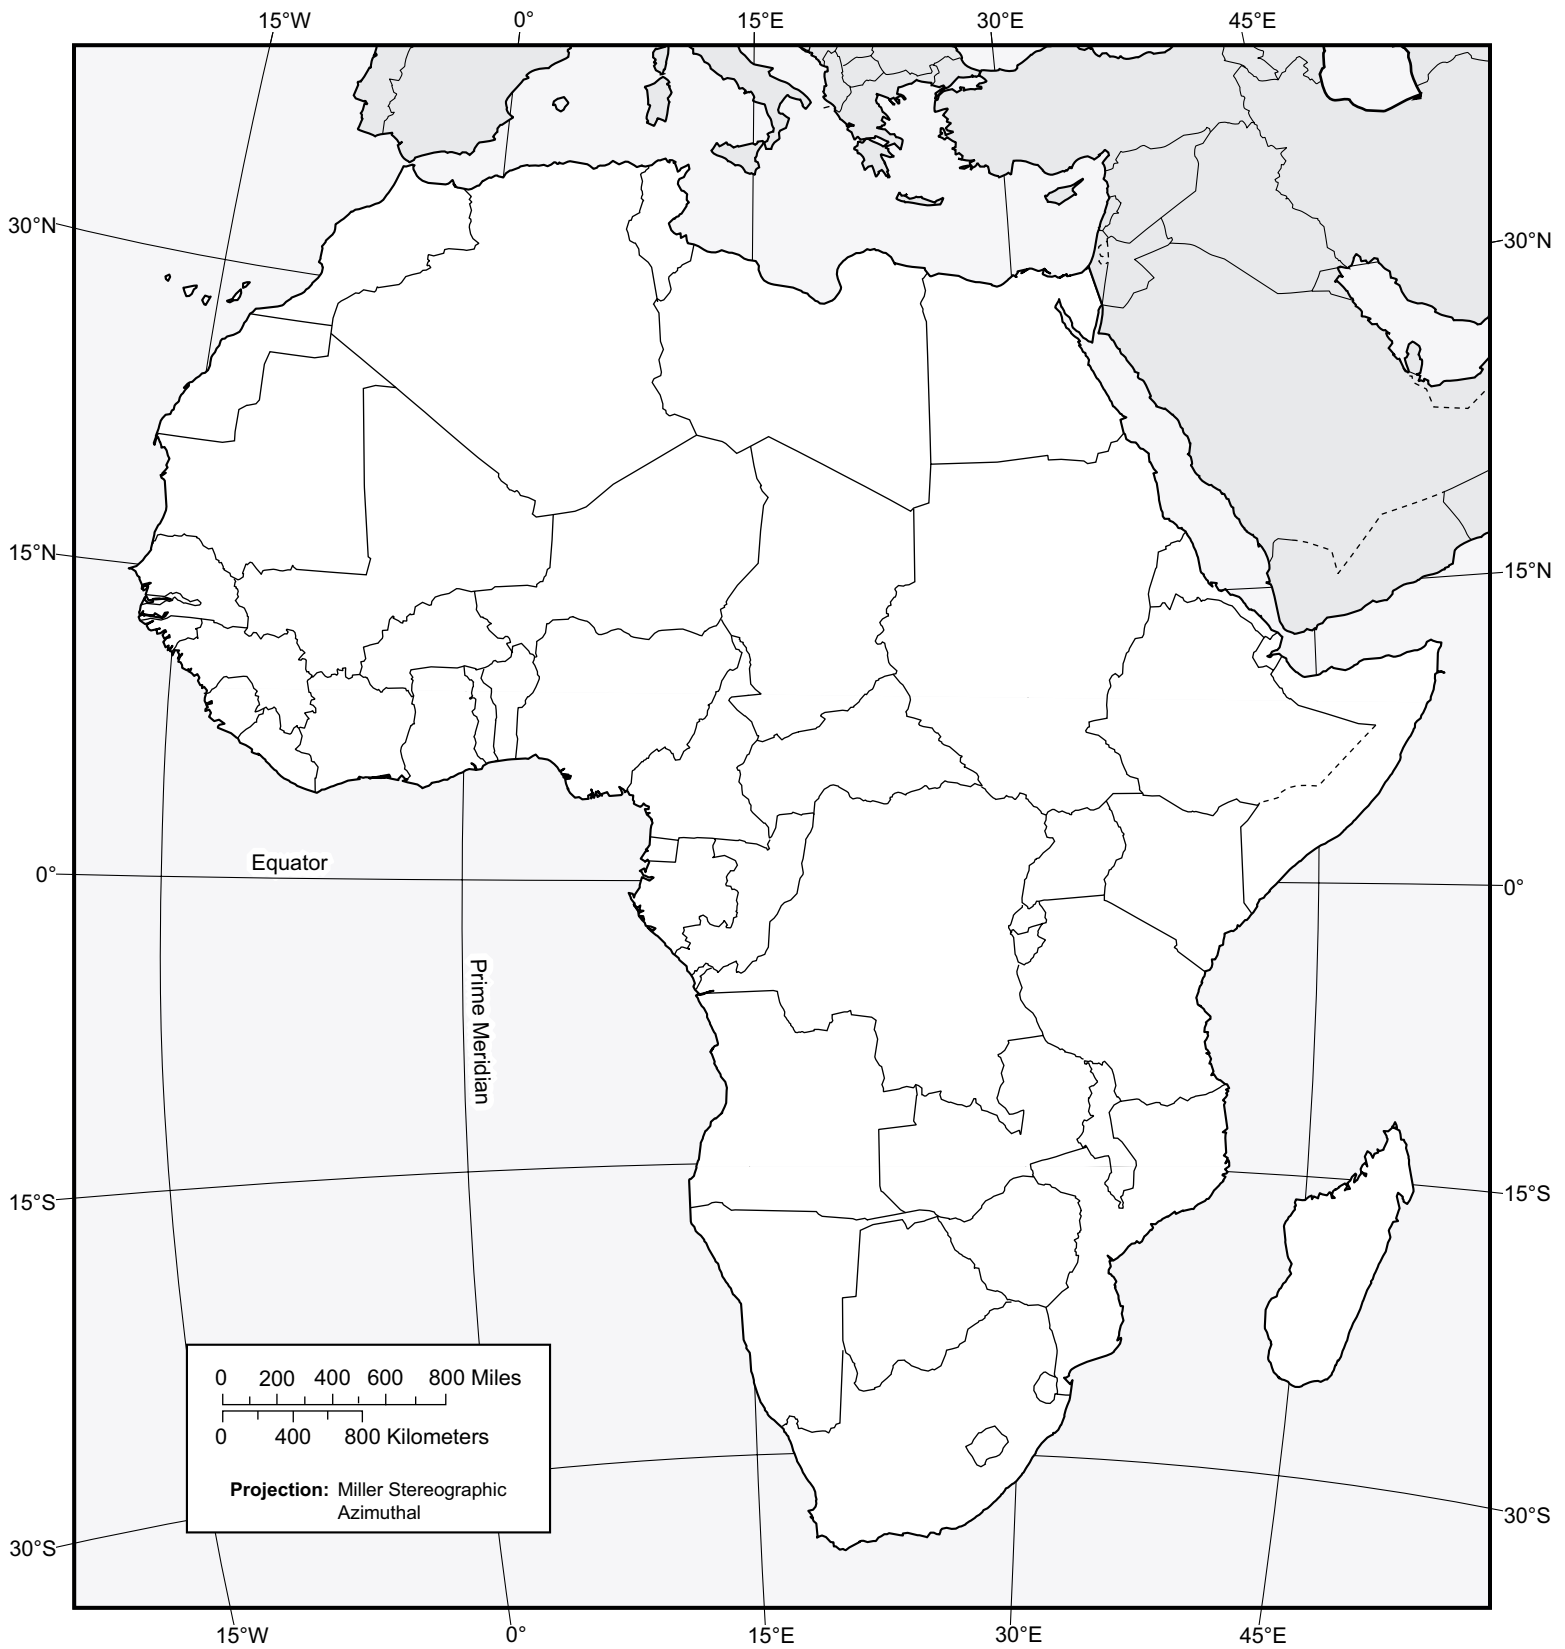 15°W 0° 15°E 30°E 45°E
30°N 30°N
15°N 15°N
Equator
0° 0°
Prime Meridian
15°S 15°S
0 200 400 600 800 Miles
0 400 800 Kilometers
Projection: Miller Stereographic
Azimuthal
30°S 30°S
15°W 0° 15°E 30°E 45°E